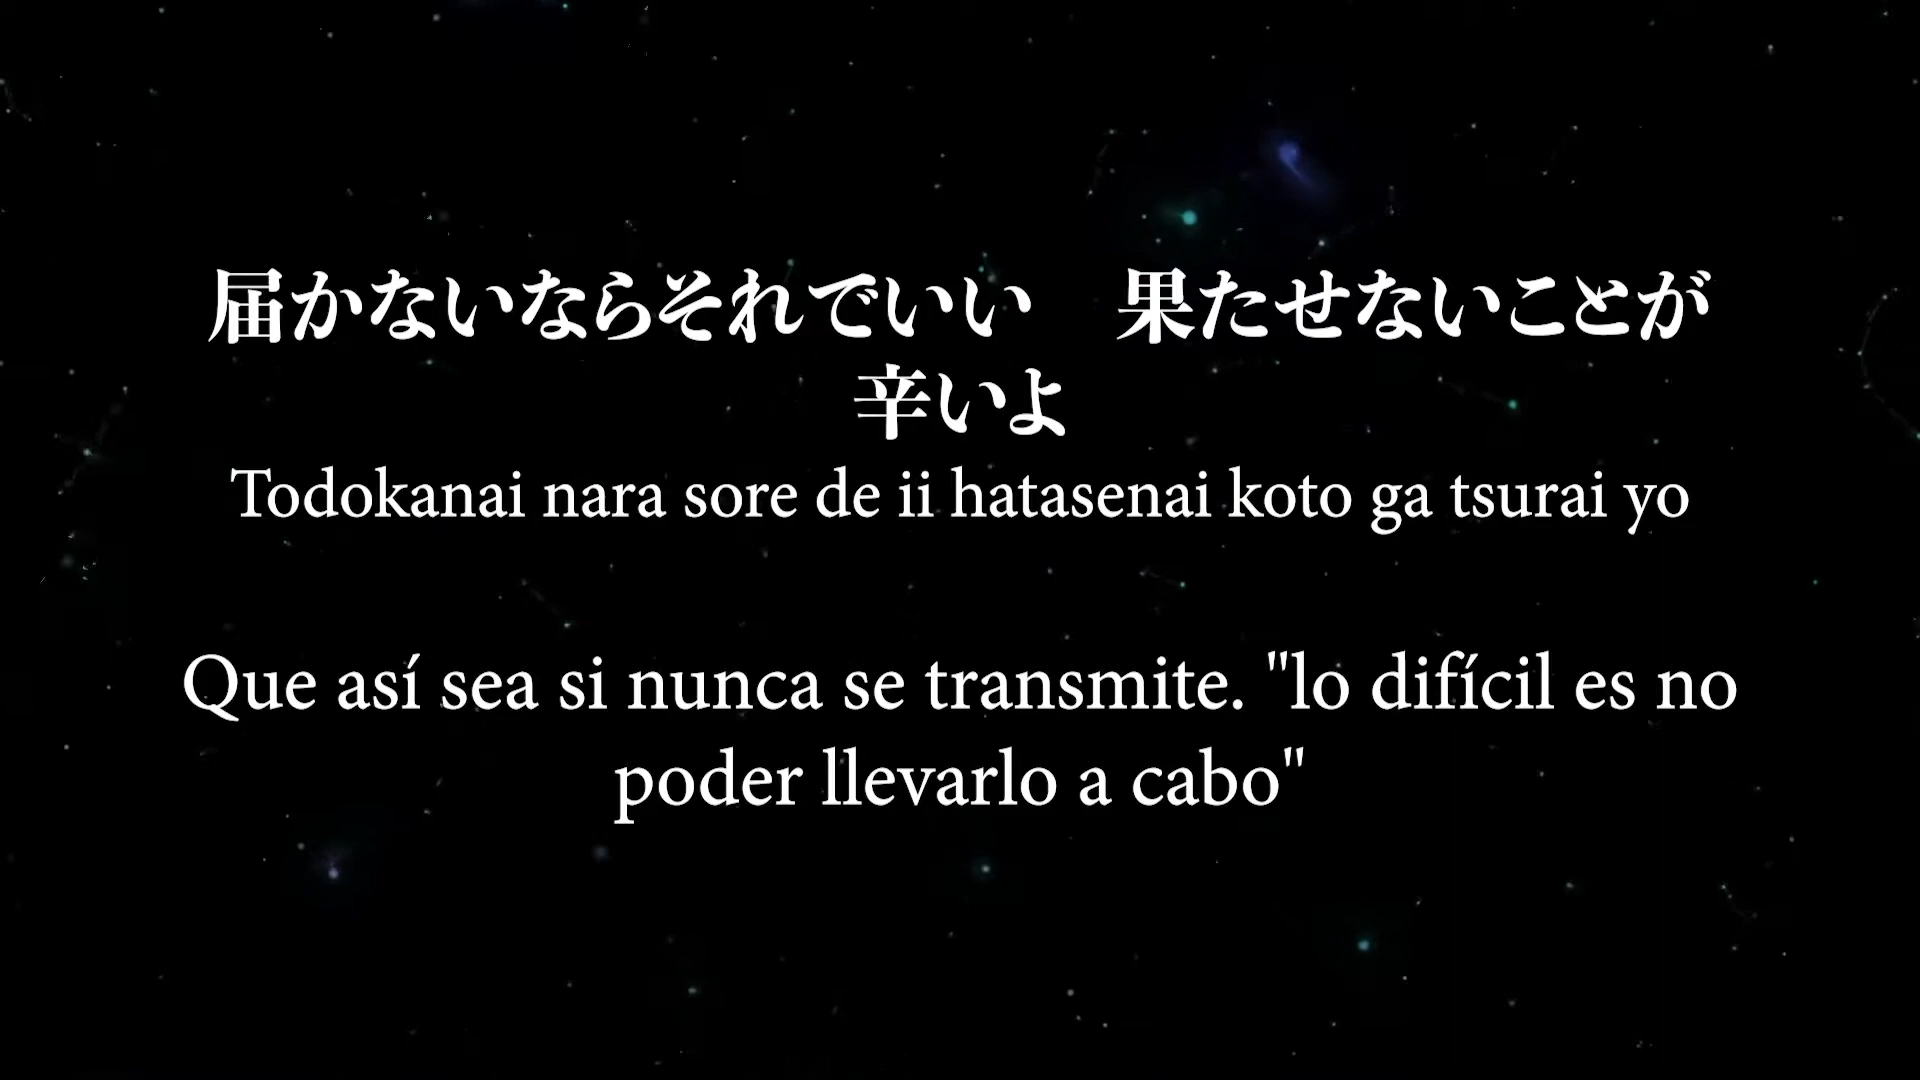 届かないならそれでいい　果たせないことが
辛いよ
Todokanai nara sore de ii hatasenai koto ga tsurai yo
Que así sea si nunca se transmite. "lo difícil es no
poder llevarlo a cabo"